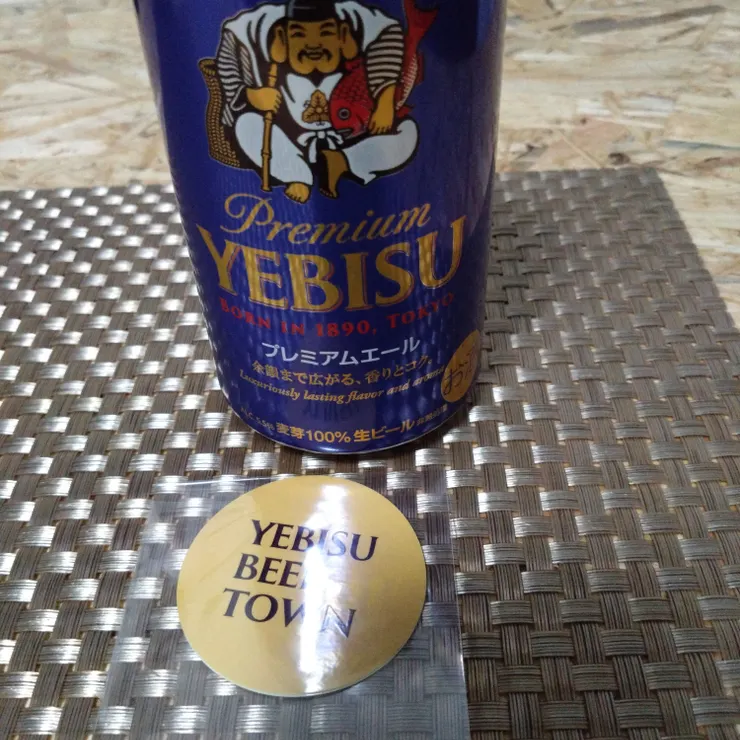 Premium
YEBISU
BORN IN 1890, TOKYO
プレミアムエール
余韻まで広がる、香りとコク。
Luxuriously lasting flavor and aroma
お酒
麦芽100% 生ビール
YEBISU
BEER
TOWN